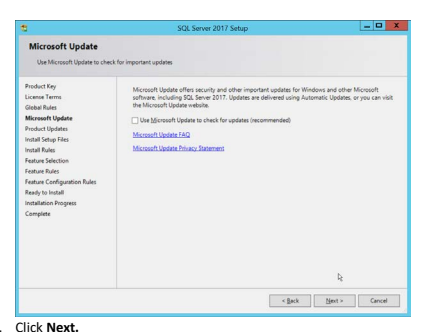 SQL Server 2017 Setup
Microsoft Update
Use Microsoft Update to check for important updates
Product Key
License Terms
Global Rules
Microsoft Update
Product Updates
Install Setup Files
Install Rules
Feature Selection
Feature Rules
Feature Configuration Rules
Ready to Install
Installation Progress
Complete
Microsoft Update offers security and other important updates for Windows and other Microsoft
software, including SQL Server 2017. Updates are delivered using Automatic Updates, or you can visit
the Microsoft Update website.
Use Microsoft Update to check for updates (recommended)
Microsoft Update FAQ
Microsoft Update Privacy Statement
< Back Next > Cancel
Click Next.